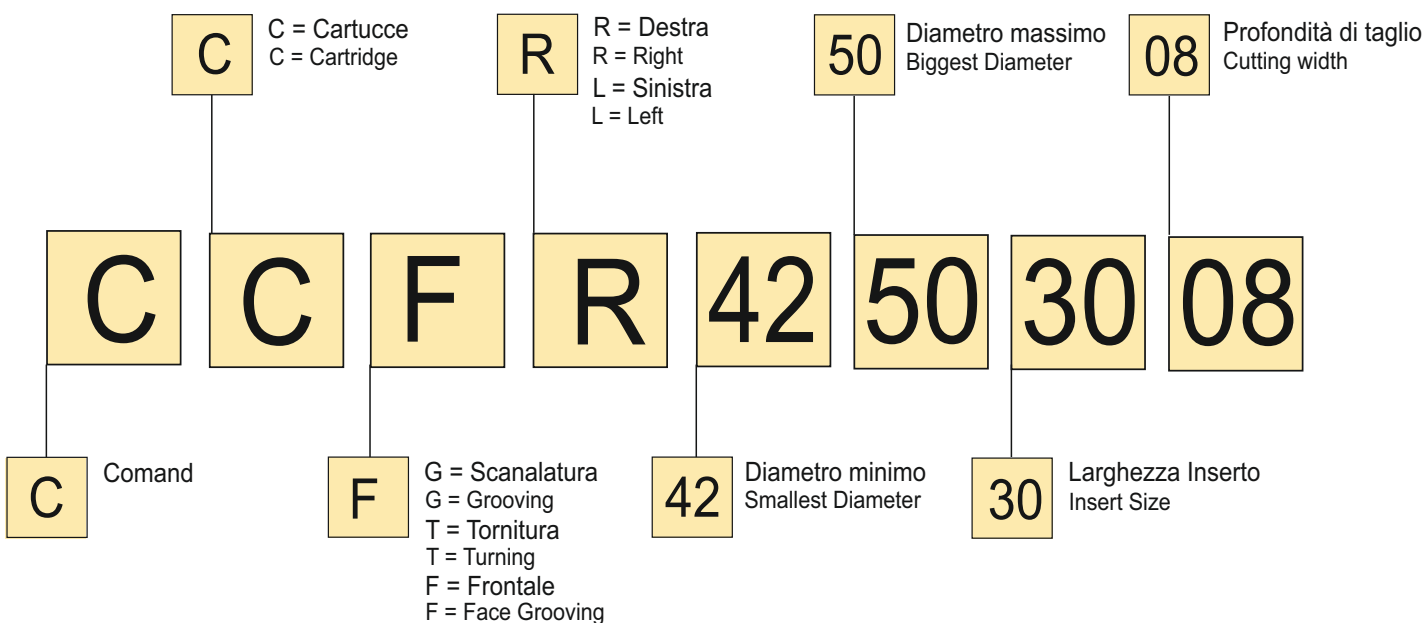 C
C = Cartucce
C = Cartridge
R
R = Destra
R = Right
L = Sinistra
L = Left
50
Diametro massimo
Biggest Diameter
08
Profondità di taglio
Cutting width
C C F R 42 50 30 08
C
Comand
F
G = Scanalatura
G = Grooving
T = Tornitura
T = Turning
F = Frontale
F = Face Grooving
42
Diametro minimo
Smallest Diameter
30
Larghezza Inserto
Insert Size